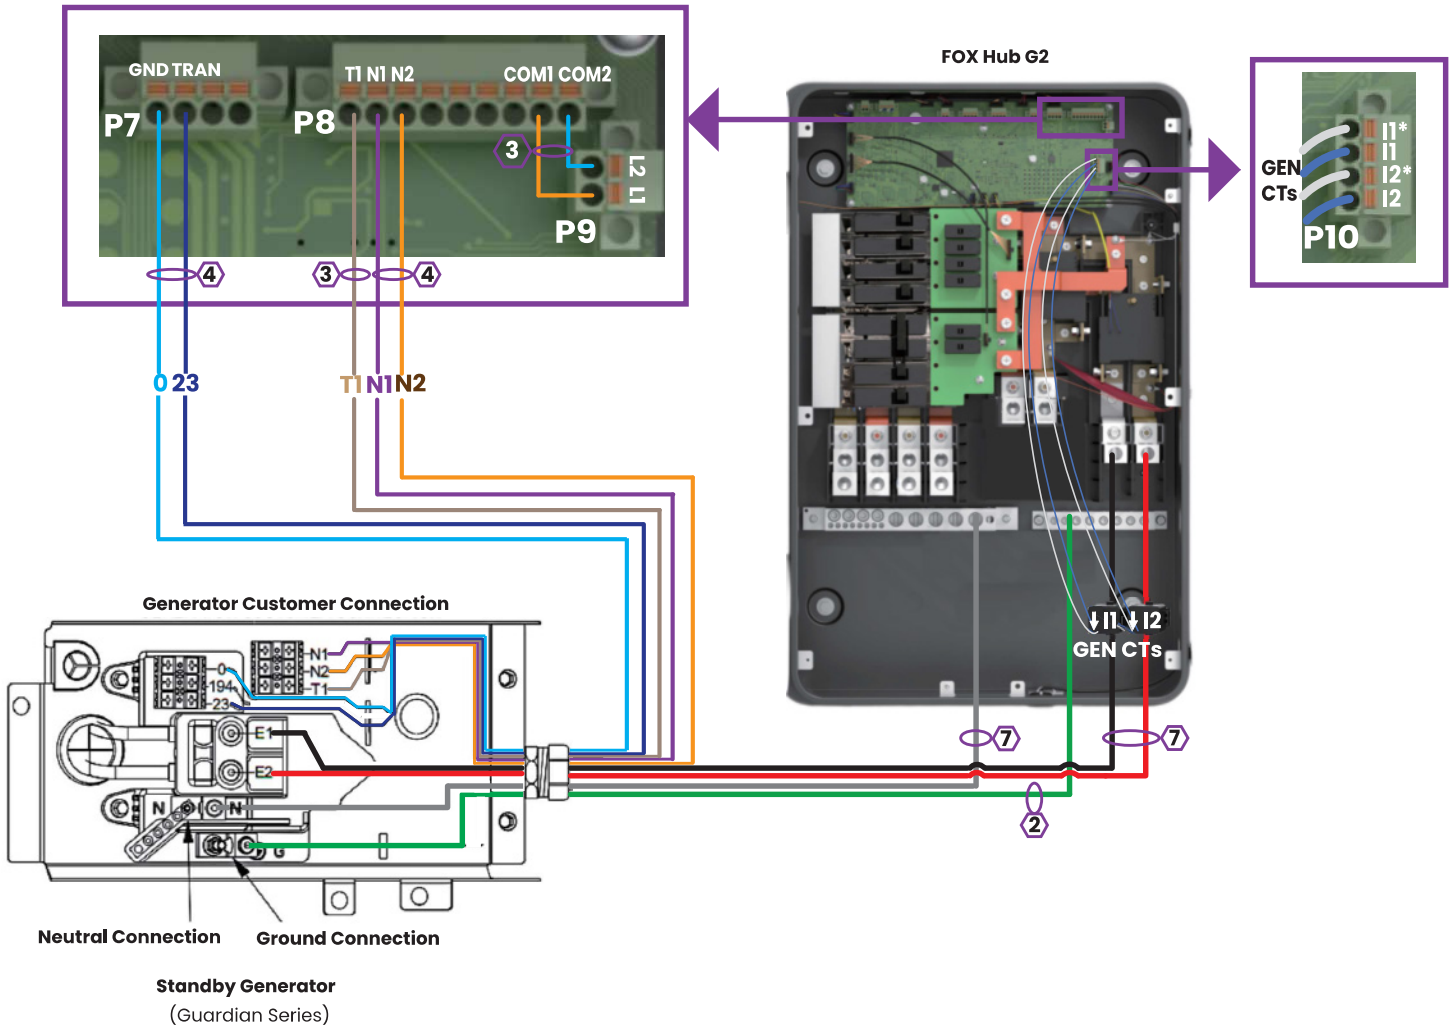 FOX Hub G2
GND TRAN
T1 N1 N2
COM1 COM2
P7
P8
3
L2
L1
P9
4
3
4
I1*
I1
I2*
I2
GEN
CTs
P10
0 23
T1 N1 N2
Generator Customer Connection
N1
N2
T1
0
194
23
E1
E2
N
N
G
I1 I2
GEN CTs
7
7
2
Neutral Connection
Ground Connection
Standby Generator
(Guardian Series)